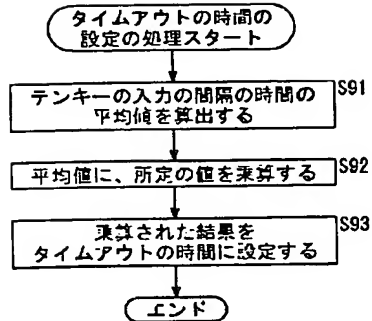 タイムアウトの時間の
設定の処理スタート
S91
テンキーの入力の間隔の時間の
平均値を算出する
S92
平均値に、所定の値を乗算する
S93
乗算された結果を
タイムアウトの時間に設定する
エンド